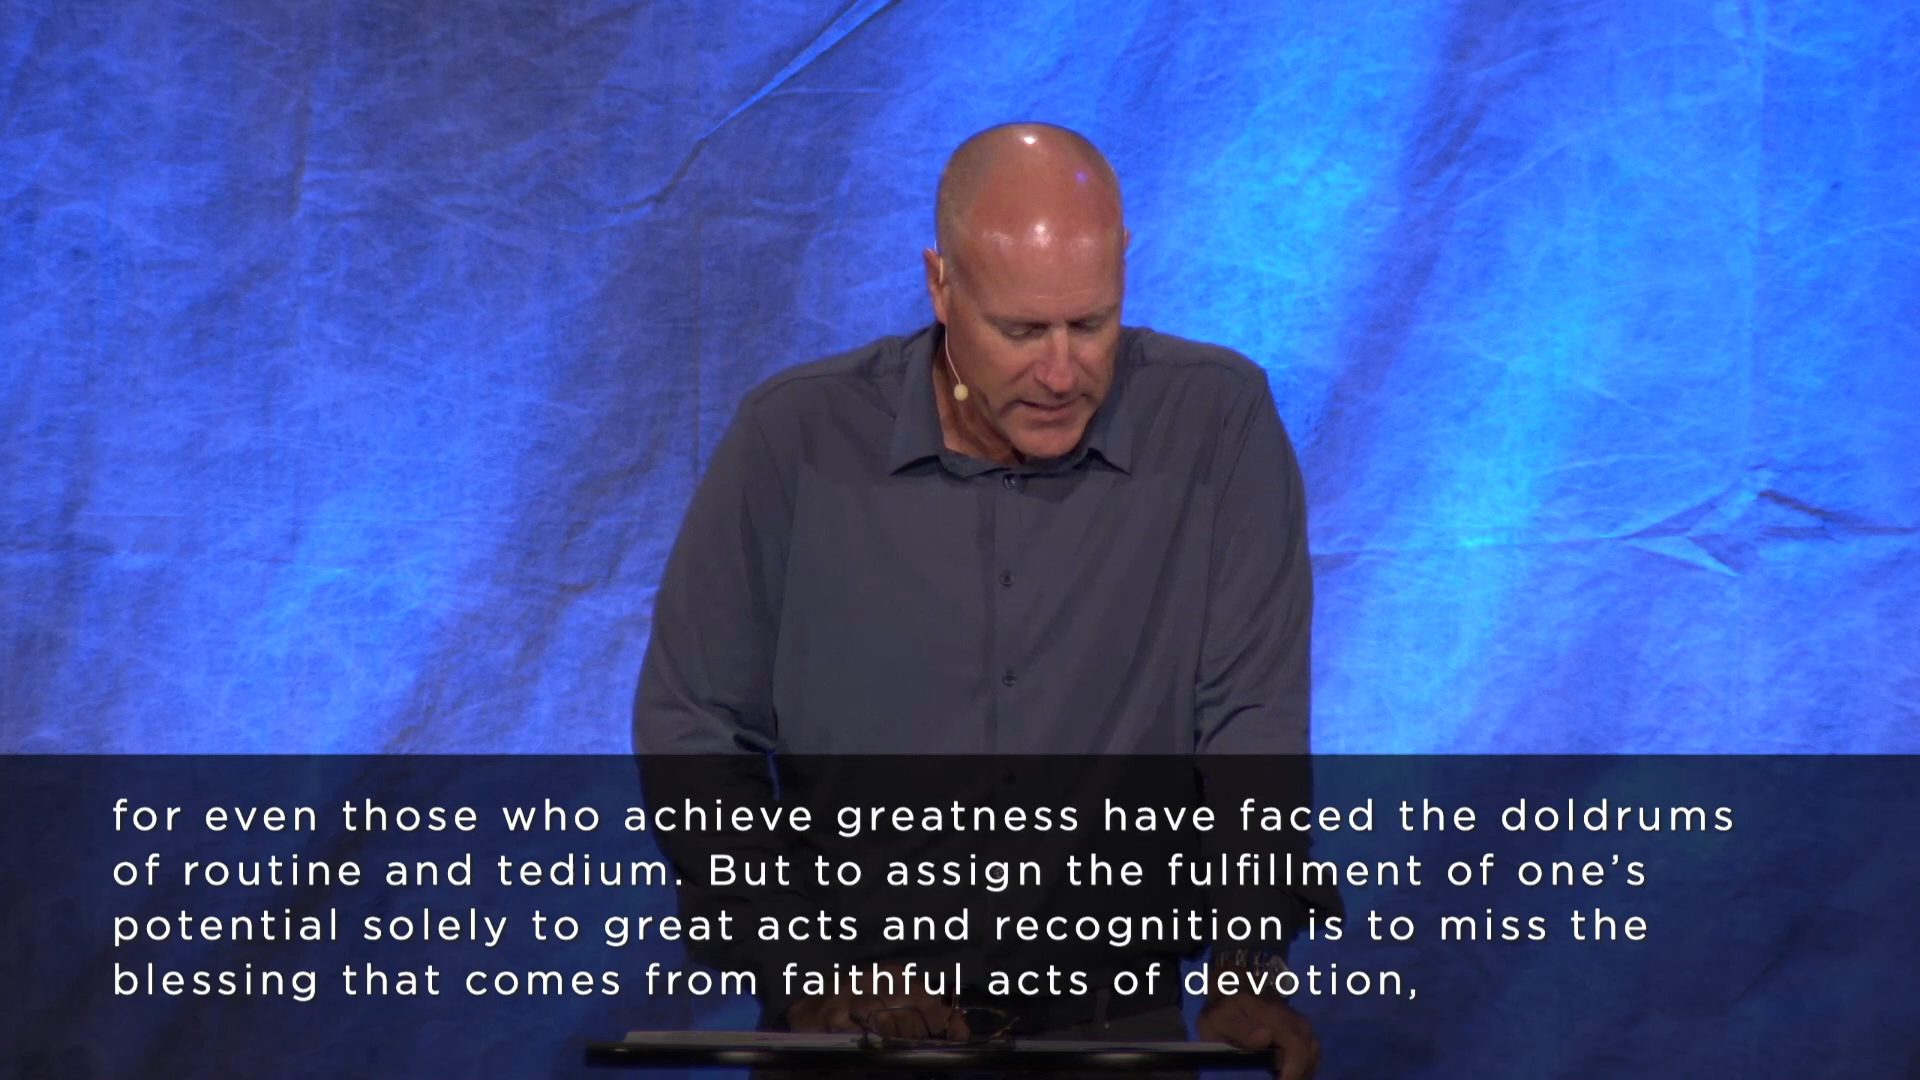 for even those who achieve greatness have faced the doldrums
of routine and tedium. But to assign the fulfillment of one’s
potential solely to great acts and recognition is to miss the
blessing that comes from faithful acts of devotion,